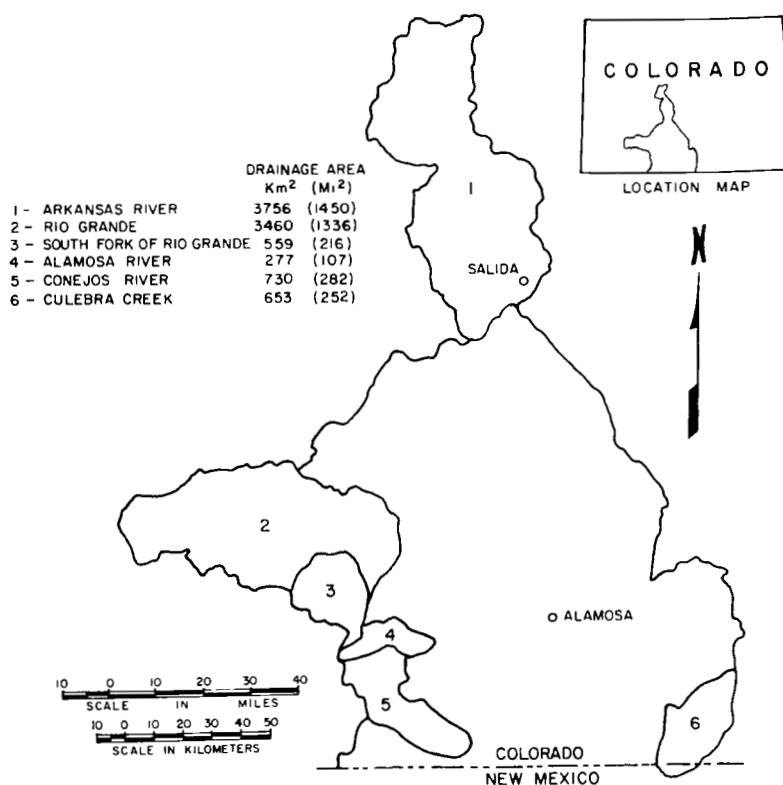 COLORADO
LOCATION MAP
DRAINAGE AREA
Km² (Mi²)
1 - ARKANSAS RIVER 3756 (1450)
2 - RIO GRANDE 3460 (1336)
3 - SOUTH FORK OF RIO GRANDE 559 (216)
4 - ALAMOSA RIVER 277 (107)
5 - CONEJOS RIVER 730 (282)
6 - CULEBRA CREEK 653 (252)
1
SALIDA
N
2
3
ALAMOSA
4
10 0 10 20 30 40
SCALE IN MILES
5
6
10 0 10 20 30 40 50
SCALE IN KILOMETERS
COLORADO
NEW MEXICO